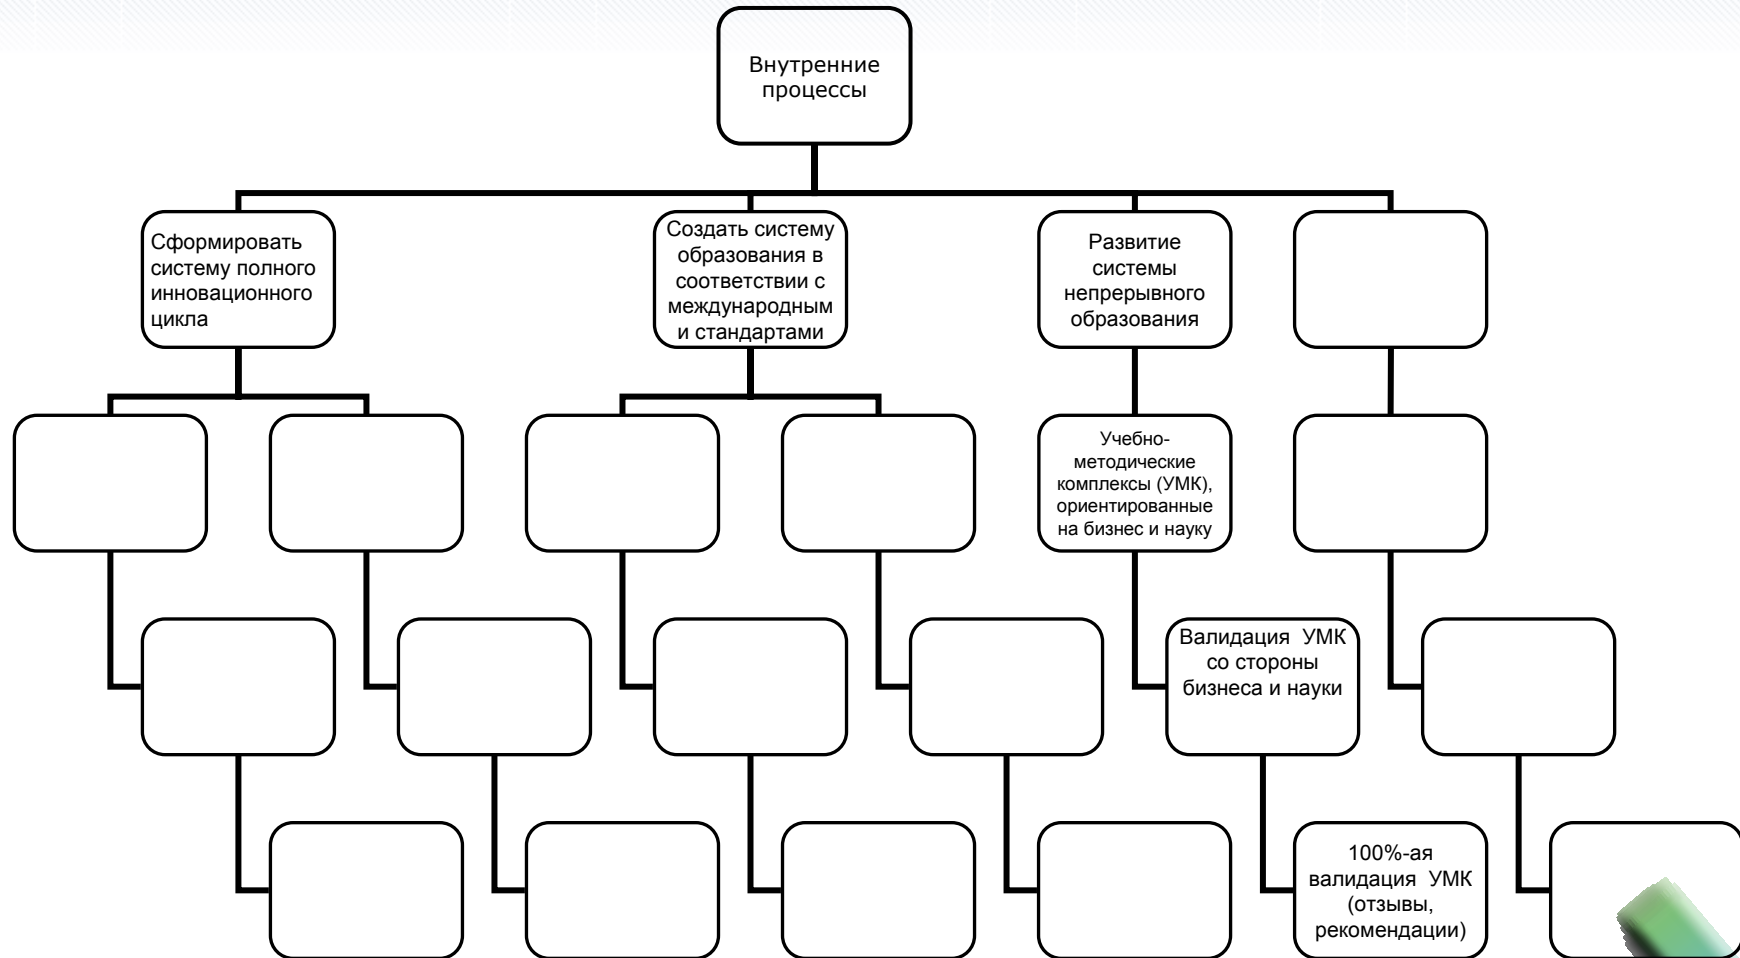 Внутренние
процессы
Сформировать
систему полного
инновационного
цикла
Создать систему
образования в
соответствии с
международным
и стандартами
Развитие
системы
непрерывного
образования
Учебно-
методические
комплексы (УМК),
ориентированные
на бизнес и науку
Валидация УМК
со стороны
бизнеса и науки
100%-ая
валидация УМК
(отзывы,
рекомендации)